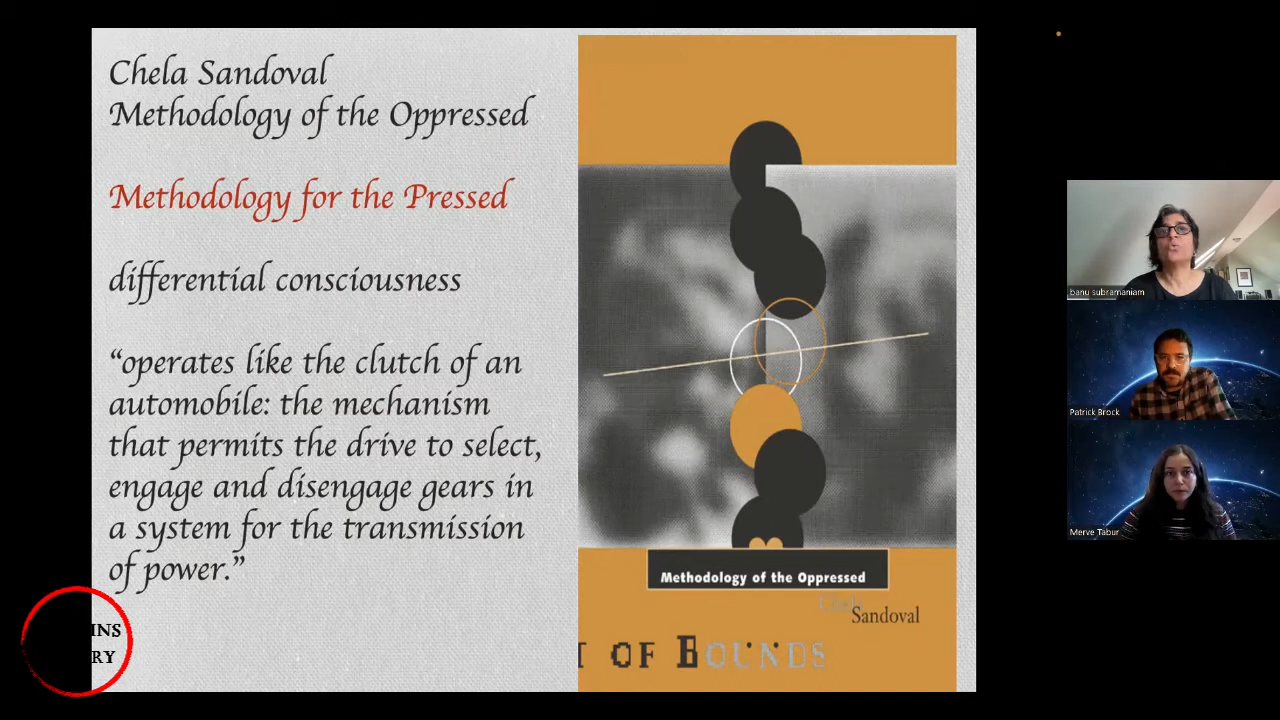 Chela Sandoval
Methodology of the Oppressed
Methodology for the Pressed
differential consciousness
“operates like the clutch of an
automobile: the mechanism
that permits the drive to select,
engage and disengage gears in
a system for the transmission
of power.”
INS
RY
Methodology of the Oppressed
Chela
Sandoval
T OF BOUNDS
banu subramaniam
Patrick Brock
Merve Tabur